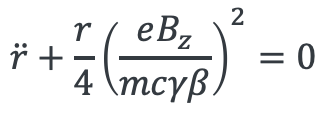 r̈ + r/4 (eB_z/mcγβ)² = 0